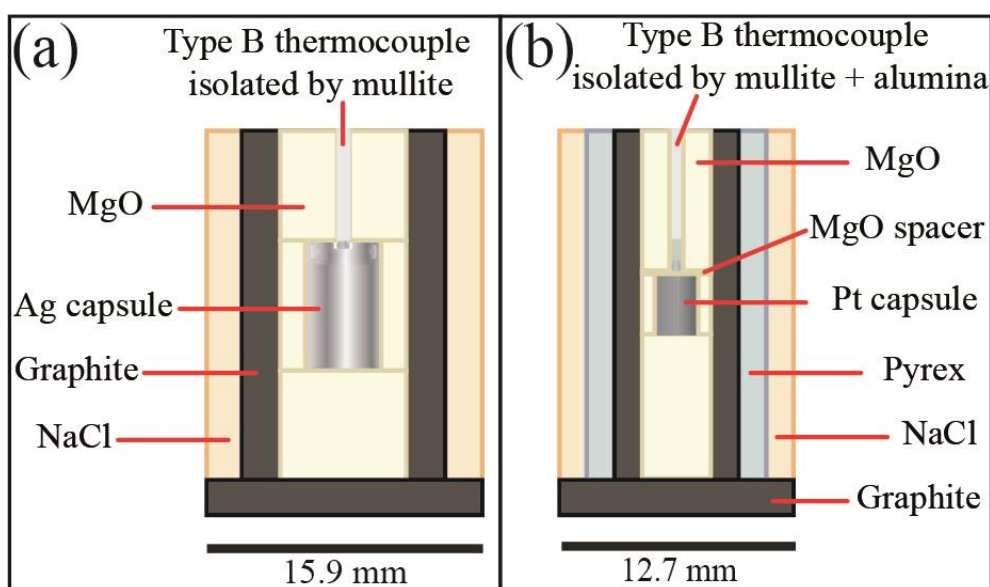 (a)
Type B thermocouple
isolated by mullite
MgO
Ag capsule
Graphite
NaCl
15.9 mm
(b)
Type B thermocouple
isolated by mullite + alumina
MgO
MgO spacer
Pt capsule
Pyrex
NaCl
Graphite
12.7 mm